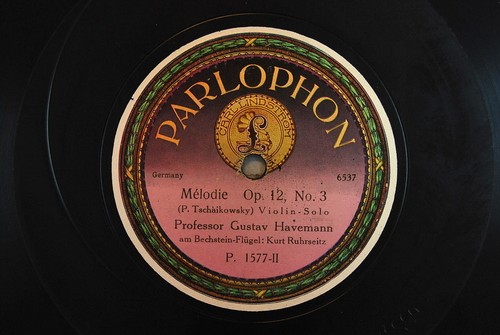 PARLOPHON
CARL LINDSTROM
Germany
6537
Mélodie Op. 12, No. 3
(P. Tschaikowsky) Violin-Solo
Professor Gustav Havemann
am Bechstein-Flügel: Kurt Ruhrseitz
P. 1577-II